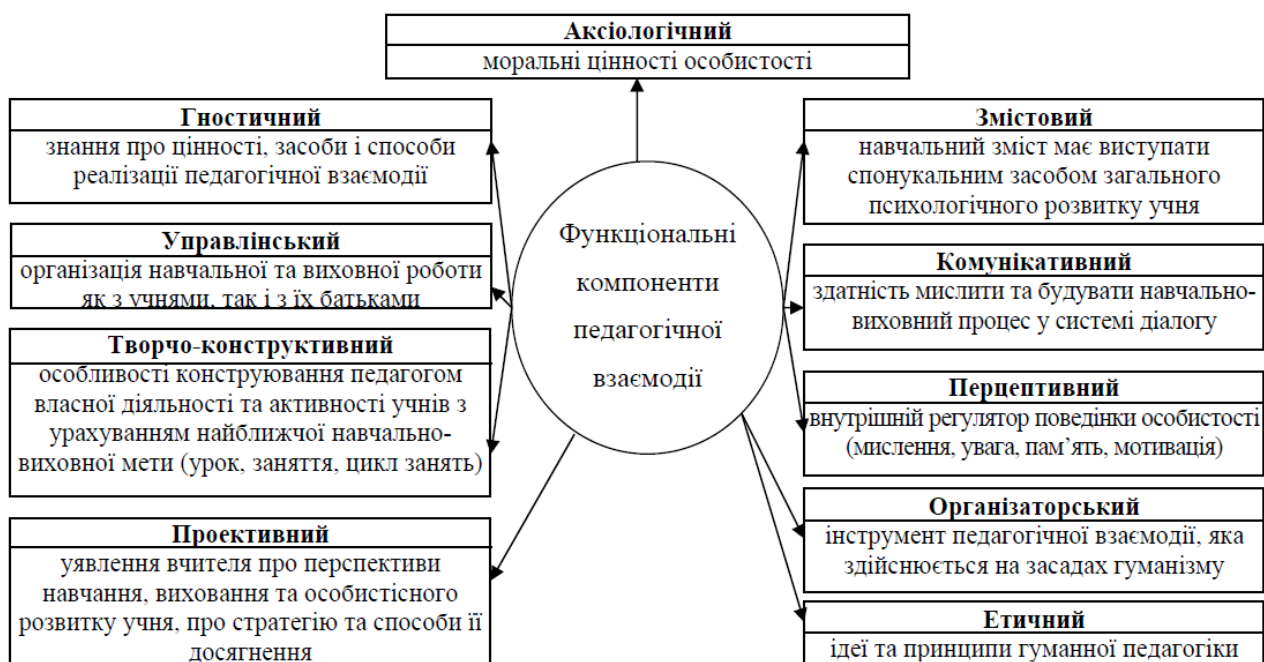 Аксіологічний
моральні цінності особистості
Гностичний
знання про цінності, засоби і способи
реалізації педагогічної взаємодії
Управлінський
організація навчальної та виховної роботи
як з учнями, так і з їх батьками
Творчо-конструктивний
особливості конструювання педагогом
власної діяльності та активності учнів з
урахуванням найближчої навчально-
виховної мети (урок, заняття, цикл занять)
Проективний
уявлення вчителя про перспективи
навчання, виховання та особистісного
розвитку учня, про стратегію та способи її
досягнення
Функціональні
компоненти
педагогічної
взаємодії
Змістовий
навчальний зміст має виступати
спонукальним засобом загального
психологічного розвитку учня
Комунікативний
здатність мислити та будувати навчально-
виховний процес у системі діалогу
Перцептивний
внутрішній регулятор поведінки особистості
(мислення, увага, пам’ять, мотивація)
Організаторський
інструмент педагогічної взаємодії, яка
здійснюється на засадах гуманізму
Етичний
ідеї та принципи гуманної педагогіки